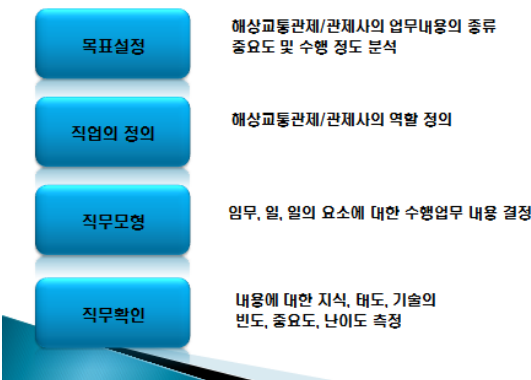 목표설정
해상교통관제/관제사의 업무내용의 종류
중요도 및 수행 정도 분석
직업의 정의
해상교통관제/관제사의 역할 정의
직무모형
임무, 일, 일의 요소에 대한 수행업무 내용 결정
직무확인
내용에 대한 지식, 태도, 기술의
빈도, 중요도, 난이도 측정